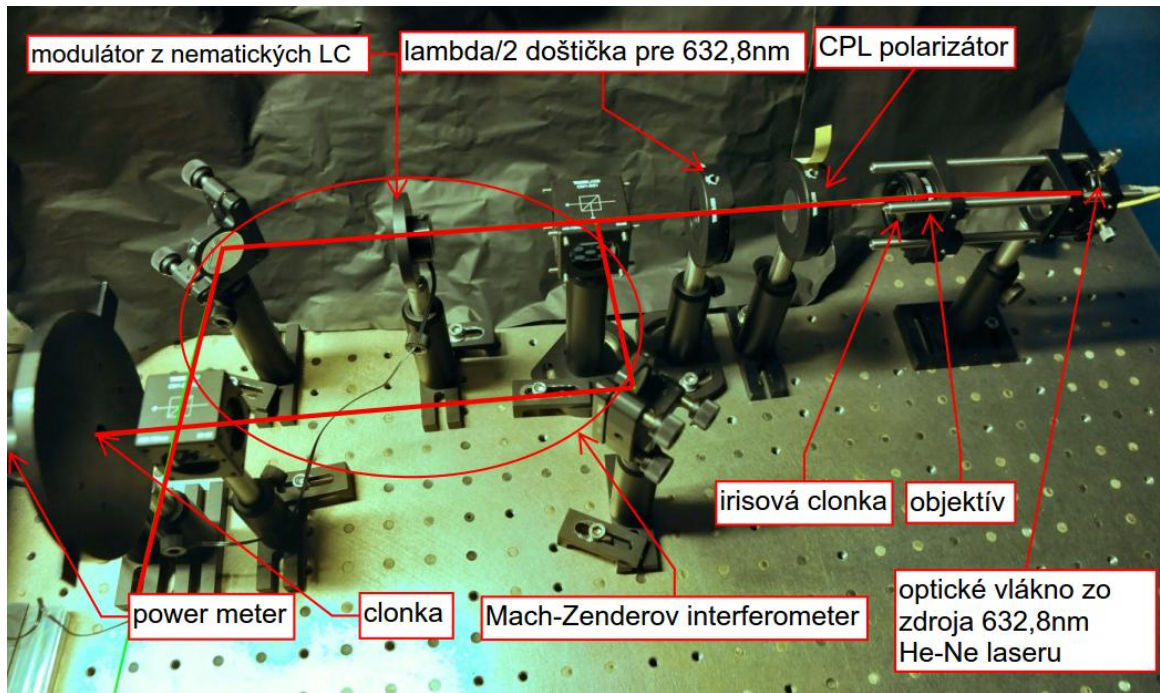 modulátor z nematických LC
lambda/2 doštička pre 632,8nm
CPL polarizátor
irisová clonka
objektív
power meter
clonka
Mach-Zenderov interferometer
optické vlákno zo
zdroja 632,8nm
He-Ne laseru